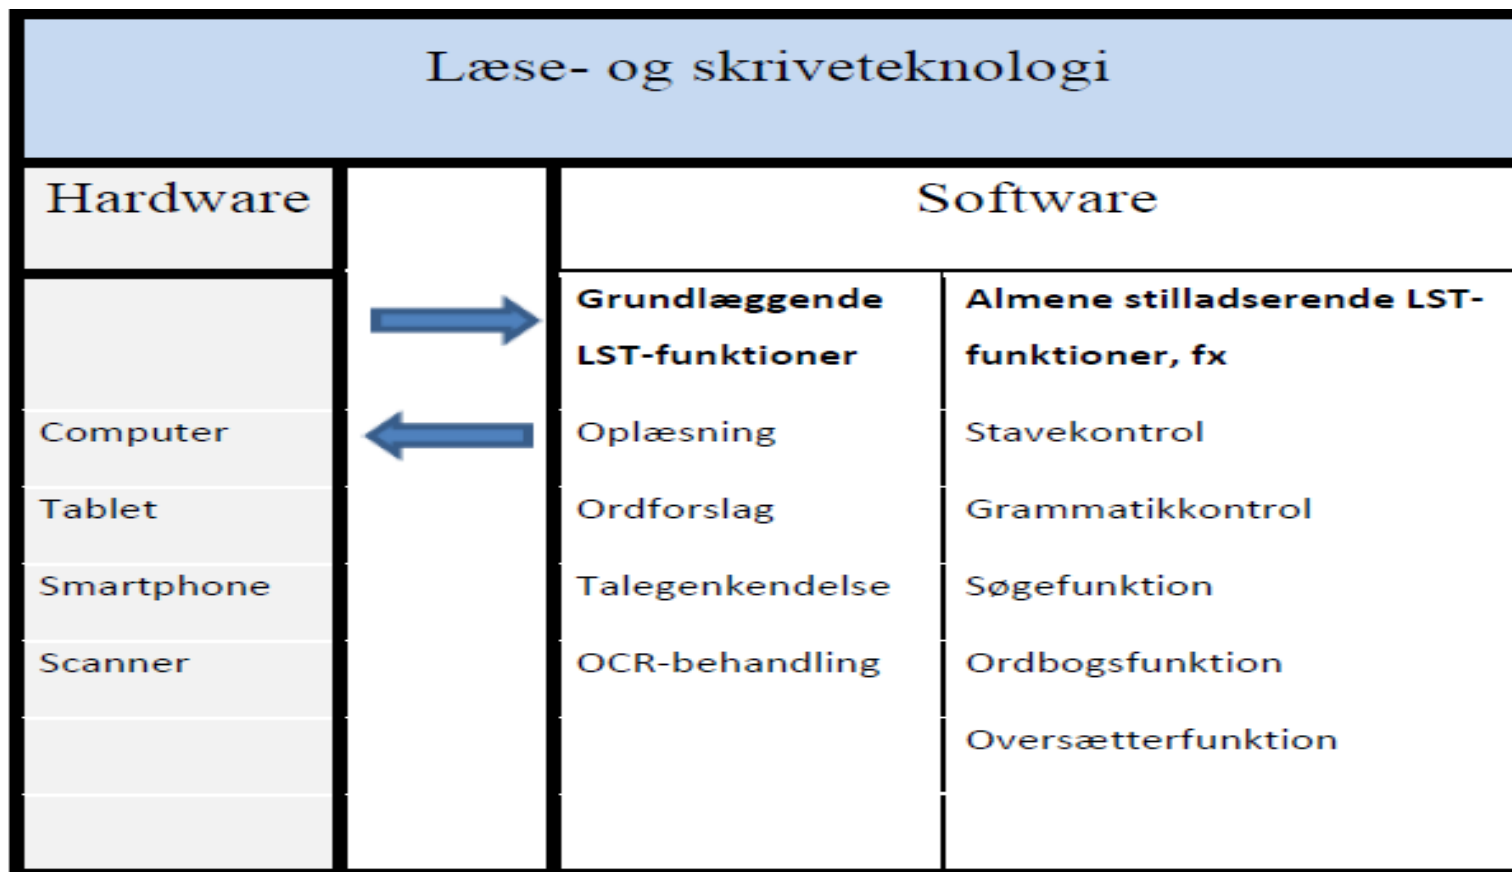 Læse- og skriveteknologi
Hardware
Software
Grundlæggende
LST-funktioner
Almene stilladserende LST-
funktioner, fx
Computer
Oplæsning
Stavekontrol
Tablet
Ordforslag
Grammatikkontrol
Smartphone
Talegenkendelse
Søgefunktion
Scanner
OCR-behandling
Ordbogsfunktion
Oversætterfunktion